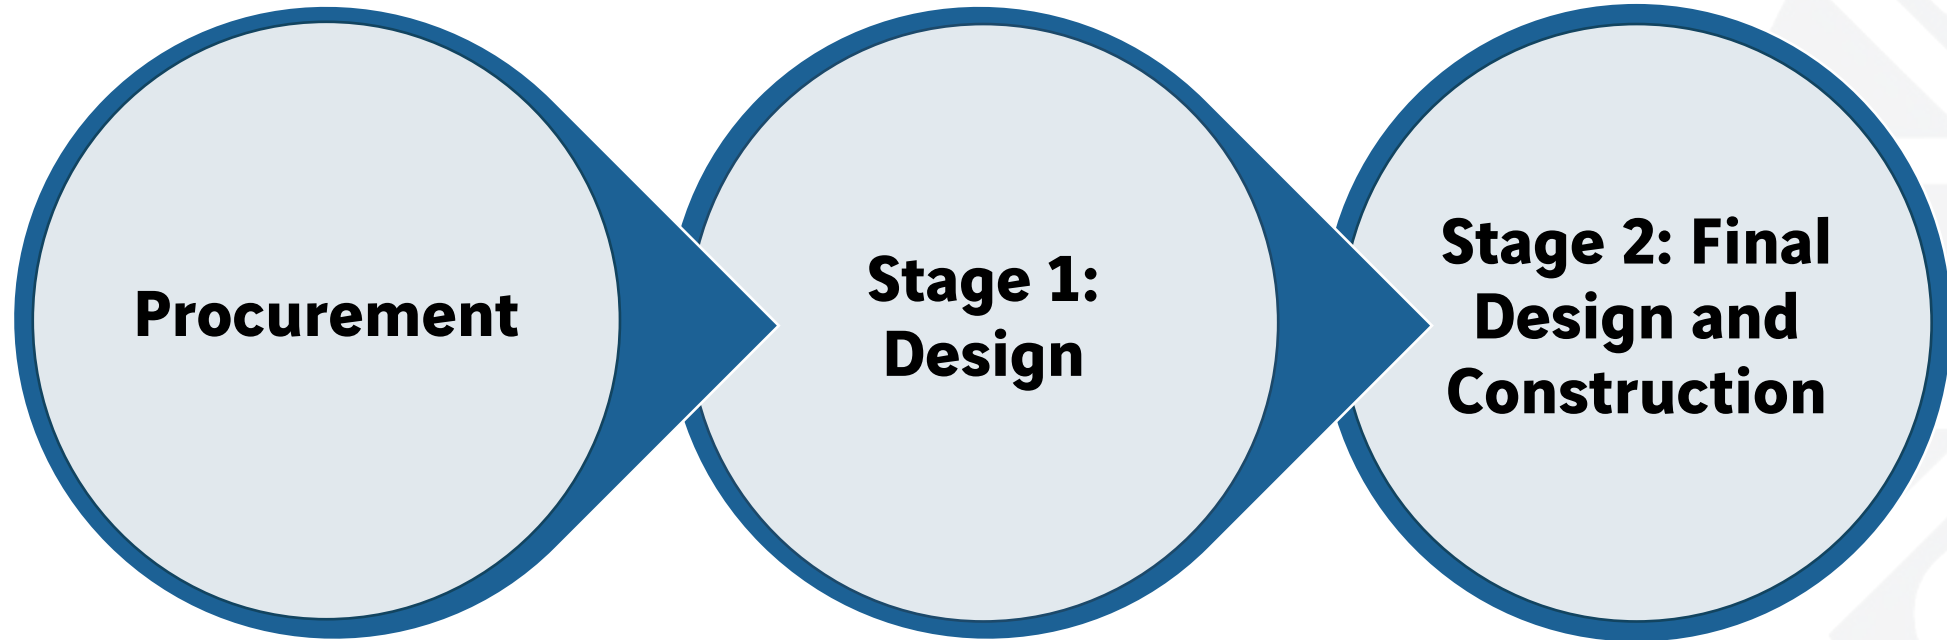 Procurement
Stage 1:
Design
Stage 2: Final
Design and
Construction